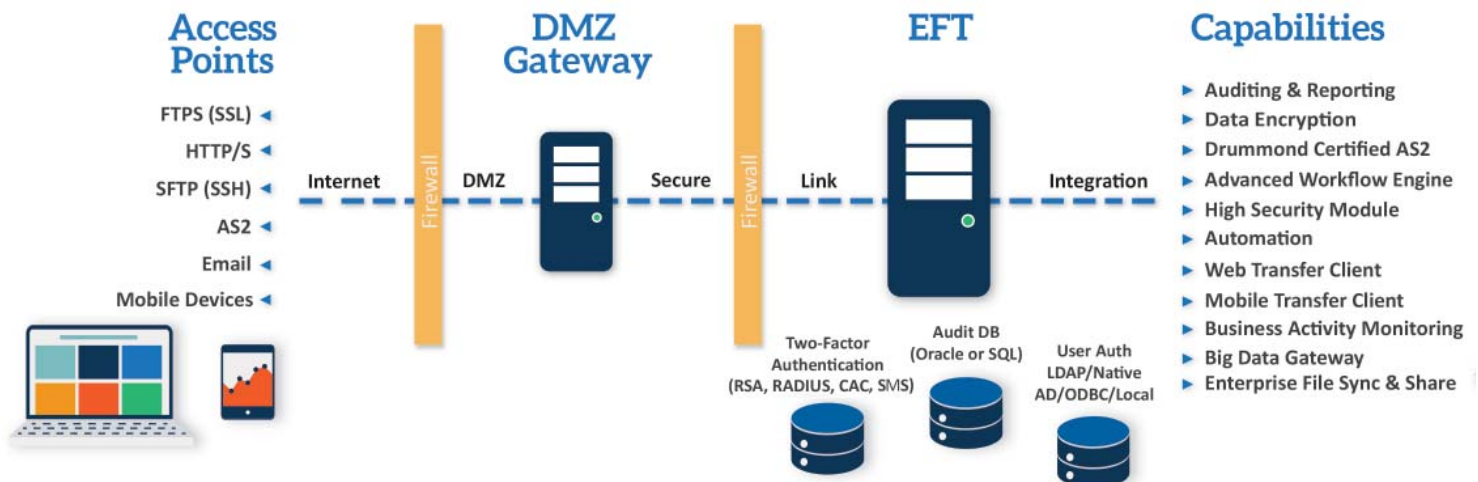 Access
Points
FTPS (SSL)
HTTP/S
SFTP (SSH)
AS2
Email
Mobile Devices
Internet
Firewall
DMZ
Gateway
DMZ
Secure
Firewall
EFT
Link
Integration
Two-Factor
Authentication
(RSA, RADIUS, CAC, SMS)
Audit DB
(Oracle or SQL)
User Auth
LDAP/Native
AD/ODBC/Local
Capabilities
Auditing & Reporting
Data Encryption
Drummond Certified AS2
Advanced Workflow Engine
High Security Module
Automation
Web Transfer Client
Mobile Transfer Client
Business Activity Monitoring
Big Data Gateway
Enterprise File Sync & Share